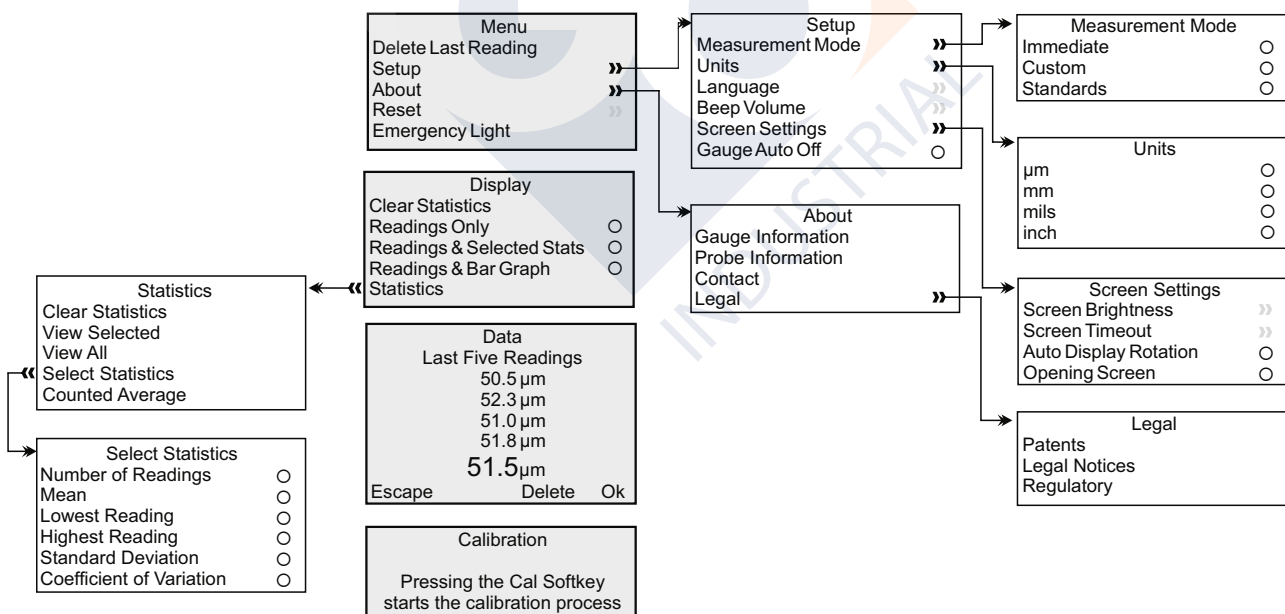 Menu
Delete Last Reading
Setup
About
Reset
Emergency Light
Setup
Measurement Mode
Units
Language
Beep Volume
Screen Settings
Gauge Auto Off
Measurement Mode
Immediate
Custom
Standards
Units
µm
mm
mils
inch
Display
Clear Statistics
Readings Only
Readings & Selected Stats
Readings & Bar Graph
Statistics
About
Gauge Information
Probe Information
Contact
Legal
Screen Settings
Screen Brightness
Screen Timeout
Auto Display Rotation
Opening Screen
Statistics
Clear Statistics
View Selected
View All
Select Statistics
Counted Average
Data
Last Five Readings
50.5 µm
52.3 µm
51.0 µm
51.8 µm
51.5 µm
Escape Delete Ok
Legal
Patents
Legal Notices
Regulatory
Select Statistics
Number of Readings
Mean
Lowest Reading
Highest Reading
Standard Deviation
Coefficient of Variation
Calibration
Pressing the Cal Softkey
starts the calibration process
INDUSTRIAL